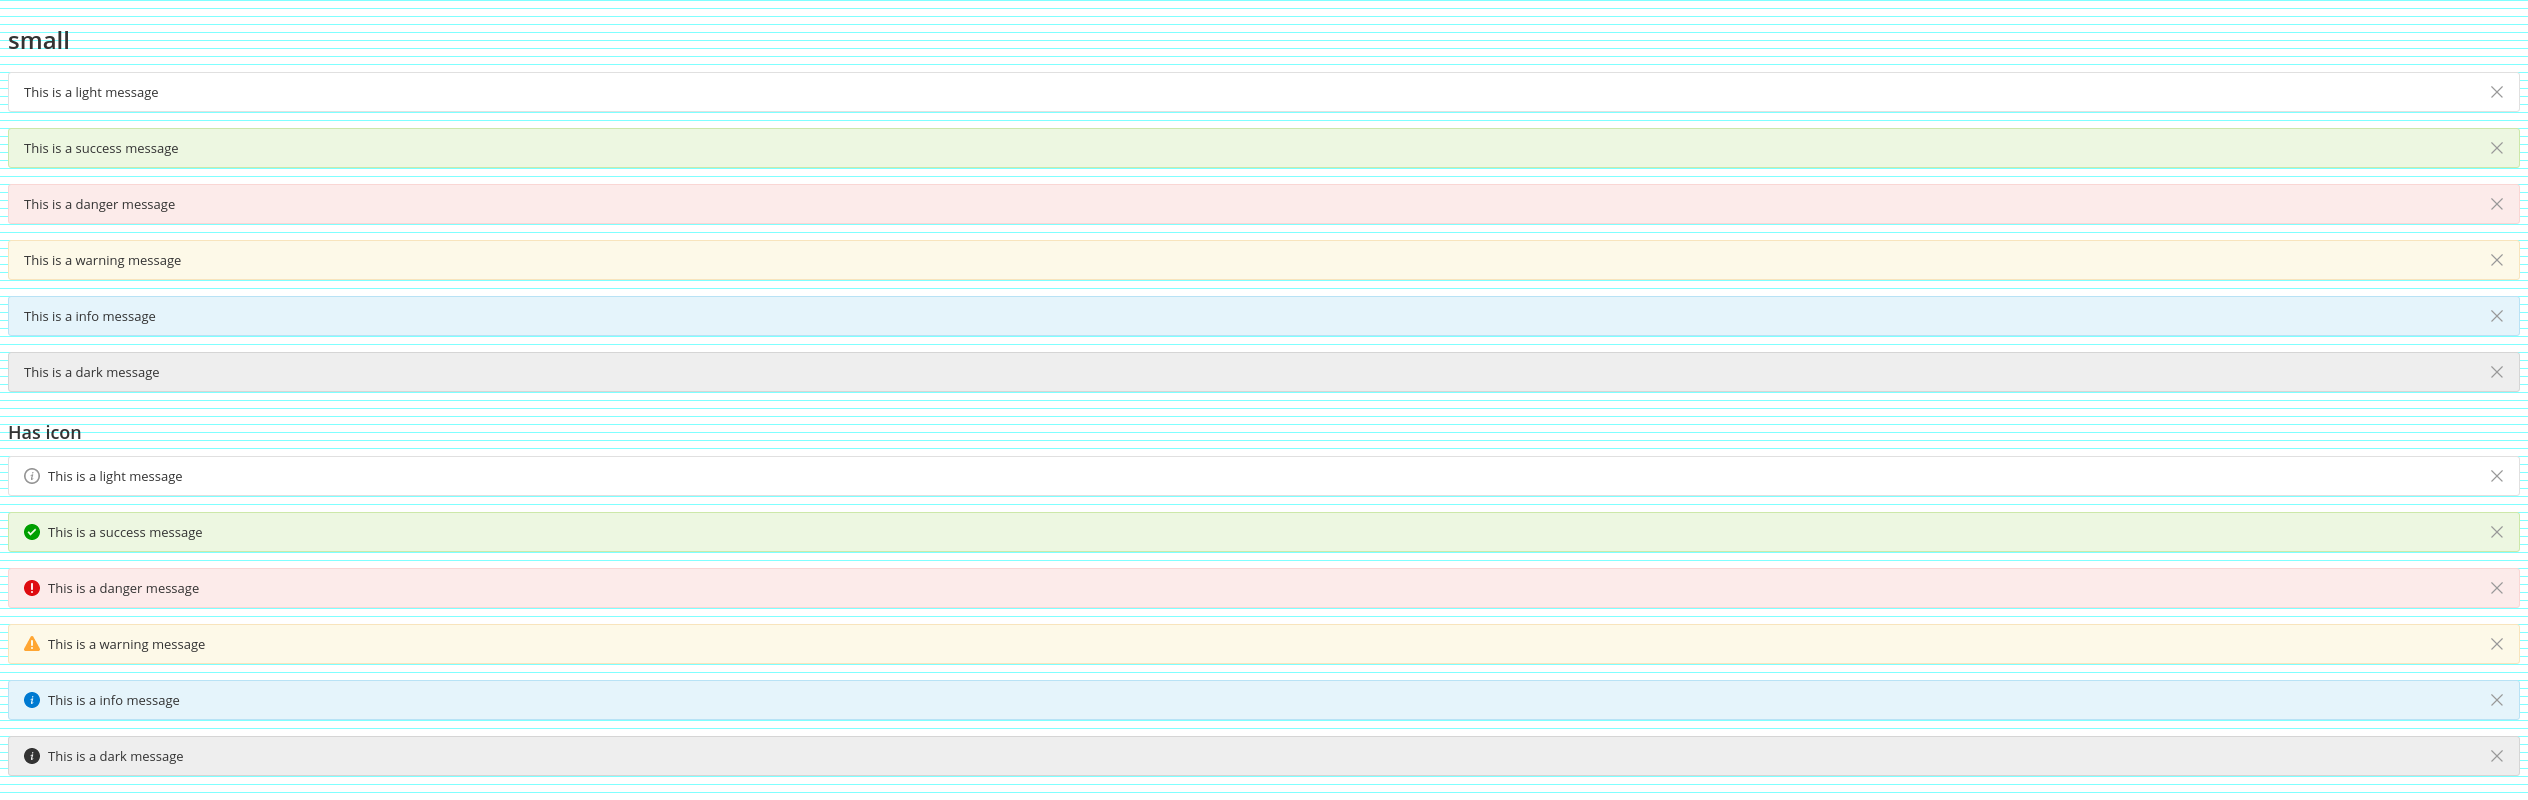 small
This is a light message
This is a success message
This is a danger message
This is a warning message
This is a info message
This is a dark message
Has icon
This is a light message
This is a success message
This is a danger message
This is a warning message
This is a info message
This is a dark message